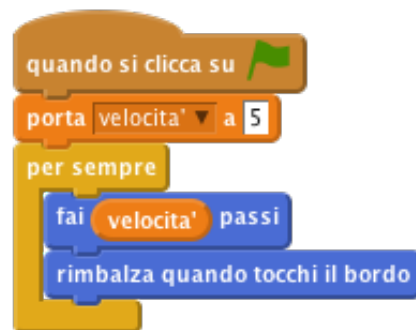 quando si clicca su
porta velocita' a 5
per sempre
fai velocita' passi
rimbalza quando tocchi il bordo